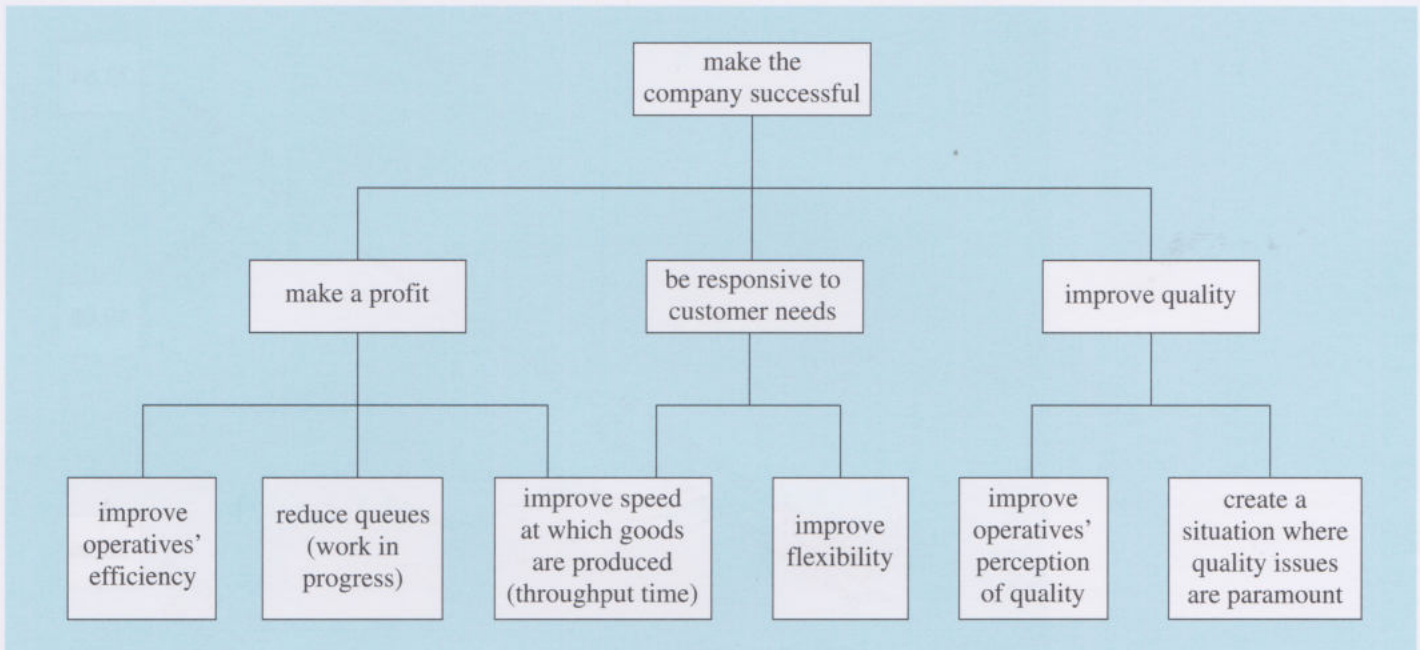 make the
company successful
make a profit
be responsive to
customer needs
improve quality
improve
operatives'
efficiency
reduce queues
(work in
progress)
improve speed
at which goods
are produced
(throughput time)
improve
flexibility
improve
operatives'
perception
of quality
create a
situation where
quality issues
are paramount